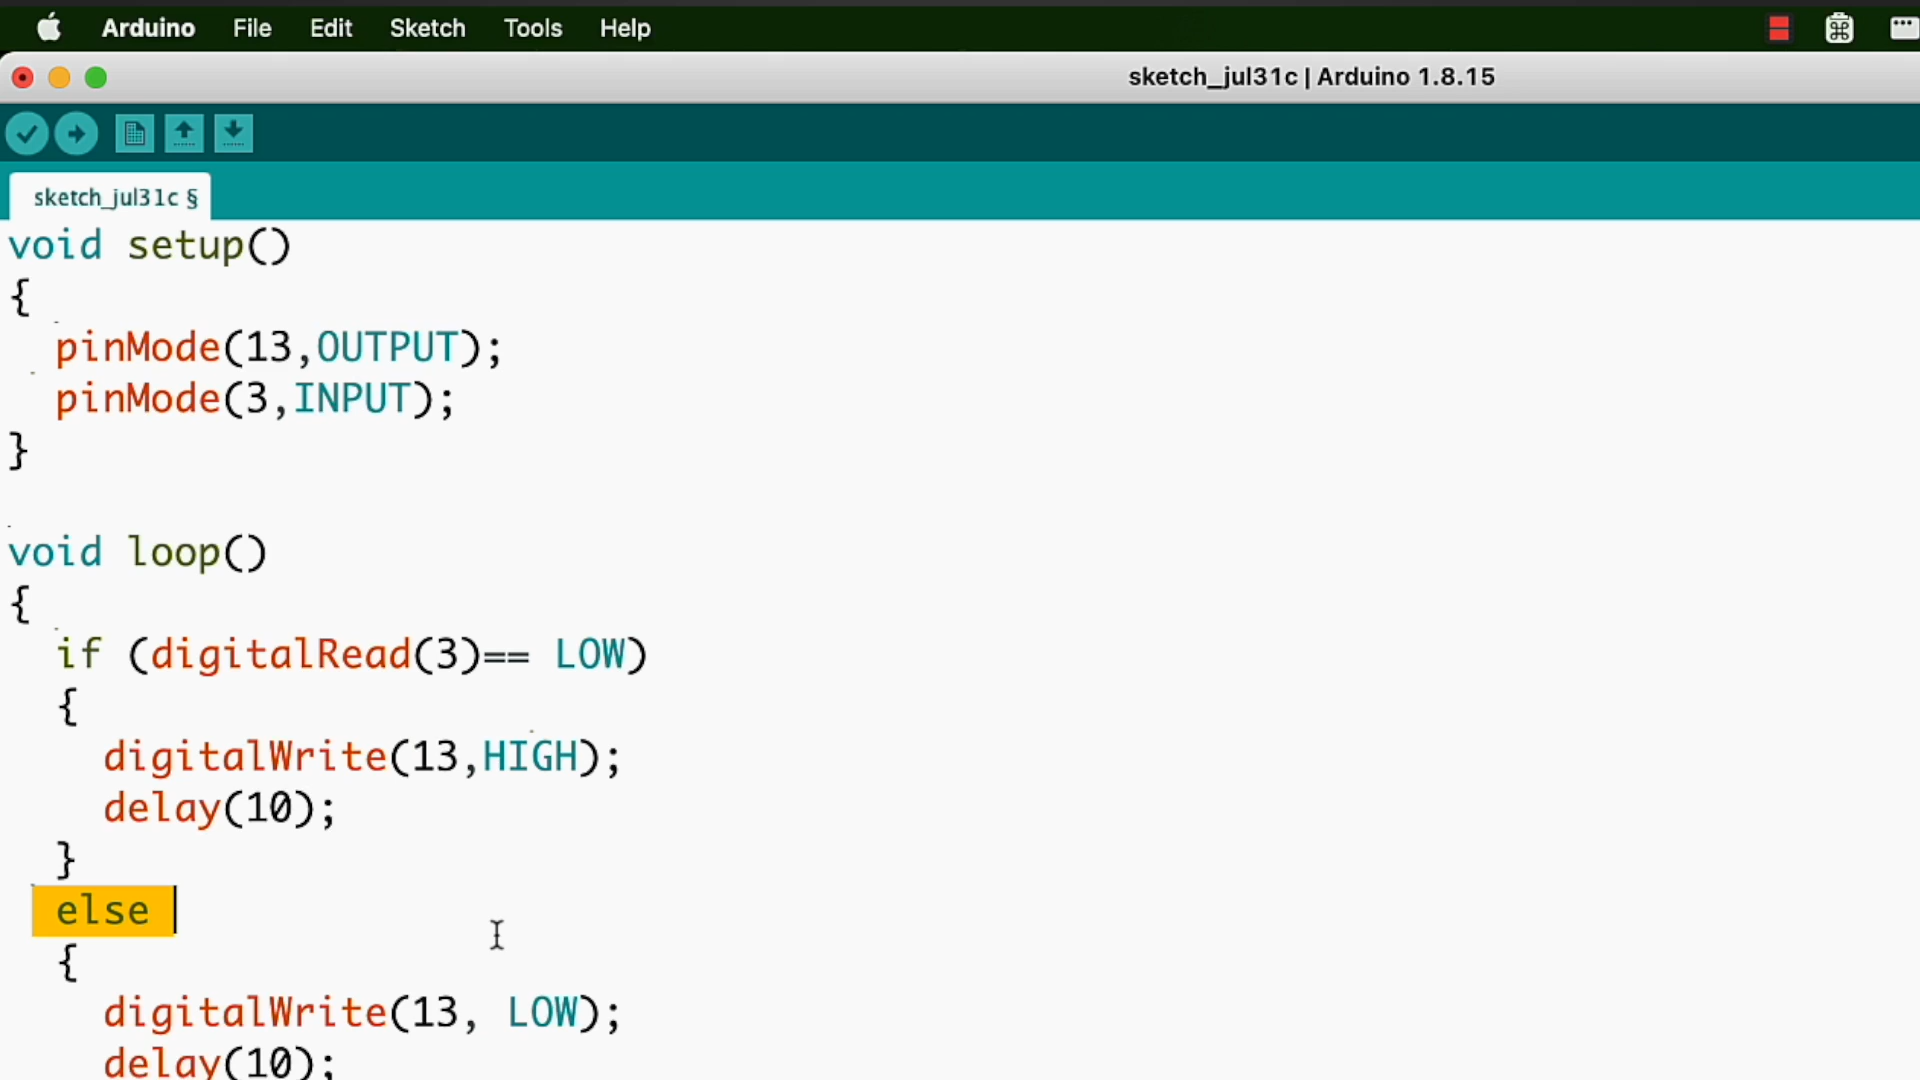 Arduino File Edit Sketch Tools Help
sketch_jul31c | Arduino 1.8.15
sketch_jul31c §
void setup()
{
pinMode(13,OUTPUT);
pinMode(3,INPUT);
}
void loop()
{
if (digitalRead(3)== LOW)
{
digitalWrite(13,HIGH);
delay(10);
}
else
{
digitalWrite(13, LOW);
delay(10);